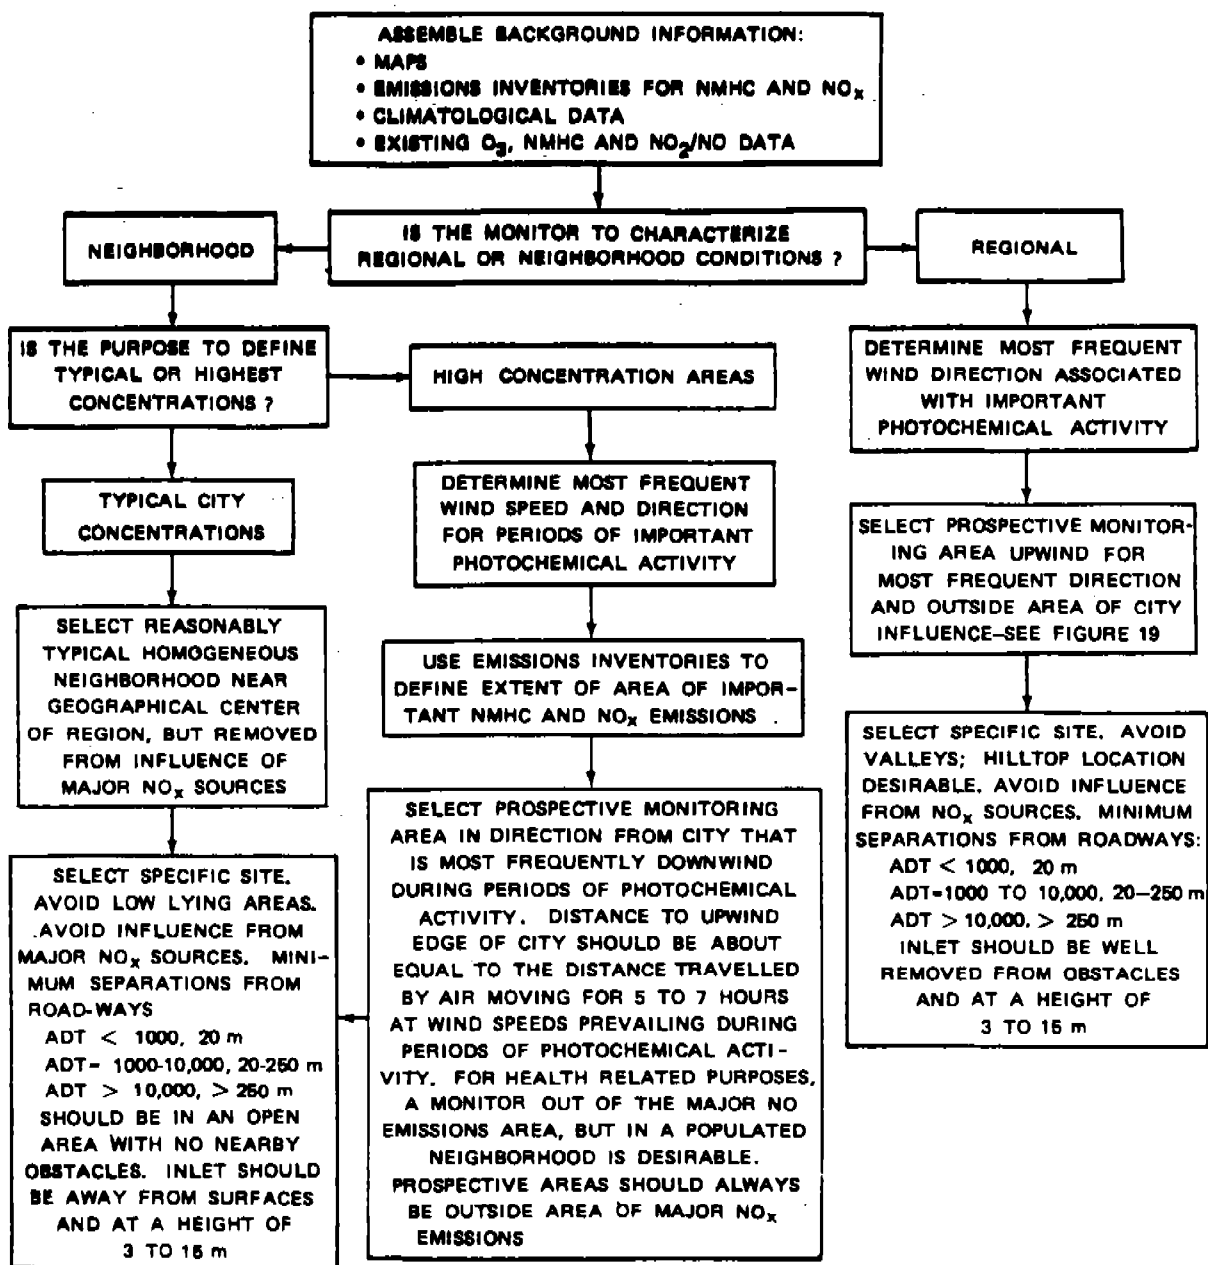 ASSEMBLE BACKGROUND INFORMATION:
• MAPS
• EMISSIONS INVENTORIES FOR NMHC AND NOx
• CLIMATOLOGICAL DATA
• EXISTING O3, NMHC AND NO2/NO DATA
NEIGHBORHOOD
IS THE MONITOR TO CHARACTERIZE
REGIONAL OR NEIGHBORHOOD CONDITIONS ?
REGIONAL
IS THE PURPOSE TO DEFINE
TYPICAL OR HIGHEST
CONCENTRATIONS ?
HIGH CONCENTRATION AREAS
DETERMINE MOST FREQUENT
WIND DIRECTION ASSOCIATED
WITH IMPORTANT
PHOTOCHEMICAL ACTIVITY
TYPICAL CITY
CONCENTRATIONS
DETERMINE MOST FREQUENT
WIND SPEED AND DIRECTION
FOR PERIODS OF IMPORTANT
PHOTOCHEMICAL ACTIVITY
SELECT PROSPECTIVE MONITOR-
ING AREA UPWIND FOR
MOST FREQUENT DIRECTION
AND OUTSIDE AREA OF CITY
INFLUENCE–SEE FIGURE 19
SELECT REASONABLY
TYPICAL HOMOGENEOUS
NEIGHBORHOOD NEAR
GEOGRAPHICAL CENTER
OF REGION, BUT REMOVED
FROM INFLUENCE OF
MAJOR NOx SOURCES
USE EMISSIONS INVENTORIES TO
DEFINE EXTENT OF AREA OF IMPOR-
TANT NMHC AND NOx EMISSIONS .
SELECT SPECIFIC SITE. AVOID
VALLEYS; HILLTOP LOCATION
DESIRABLE. AVOID INFLUENCE
FROM NOx SOURCES. MINIMUM
SEPARATIONS FROM ROADWAYS:
ADT < 1000, 20 m
ADT=1000 TO 10,000, 20–250 m
ADT > 10,000, > 250 m
INLET SHOULD BE WELL
REMOVED FROM OBSTACLES
AND AT A HEIGHT OF
3 TO 15 m
SELECT SPECIFIC SITE.
AVOID LOW LYING AREAS.
AVOID INFLUENCE FROM
MAJOR NOx SOURCES. MINI-
MUM SEPARATIONS FROM
ROAD-WAYS
ADT < 1000, 20 m
ADT= 1000-10,000, 20-250 m
ADT > 10,000, > 250 m
SHOULD BE IN AN OPEN
AREA WITH NO NEARBY
OBSTACLES. INLET SHOULD
BE AWAY FROM SURFACES
AND AT A HEIGHT OF
3 TO 15 m
SELECT PROSPECTIVE MONITORING
AREA IN DIRECTION FROM CITY THAT
IS MOST FREQUENTLY DOWNWIND
DURING PERIODS OF PHOTOCHEMICAL
ACTIVITY. DISTANCE TO UPWIND
EDGE OF CITY SHOULD BE ABOUT
EQUAL TO THE DISTANCE TRAVELLED
BY AIR MOVING FOR 5 TO 7 HOURS
AT WIND SPEEDS PREVAILING DURING
PERIODS OF PHOTOCHEMICAL ACTI-
VITY. FOR HEALTH RELATED PURPOSES,
A MONITOR OUT OF THE MAJOR NO
EMISSIONS AREA, BUT IN A POPULATED
NEIGHBORHOOD IS DESIRABLE.
PROSPECTIVE AREAS SHOULD ALWAYS
BE OUTSIDE AREA OF MAJOR NOx
EMISSIONS